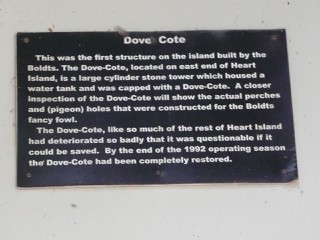 Dove Cote
This was the first structure on the island built by the
Boldts. The Dove-Cote, located on east end of Heart
Island, is a large cylinder stone tower which housed a
water tank and was capped with a Dove-Cote. A closer
inspection of the Dove-Cote will show the actual perches
and (pigeon) holes that were constructed for the Boldts
fancy fowl.
The Dove-Cote, like so much of the rest of Heart Island
had deteriorated so badly that it was questionable if it
could be saved. By the end of the 1992 operating season
the Dove-Cote had been completely restored.